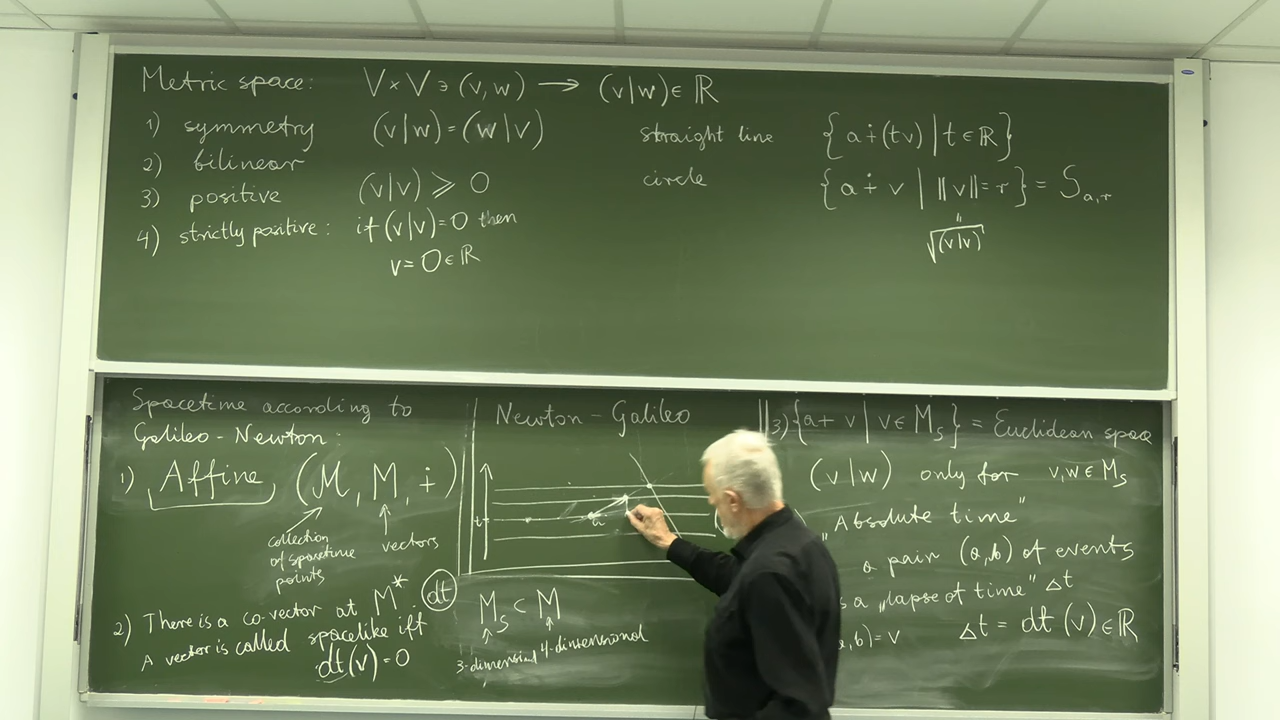 Metric space: V × V ∍ (v, w) → (v|w) ∈ ℝ
1) symmetry (v|w) = (w|v)
2) bilinear
3) positive (v|v) ⩾ 0
4) strictly positive: if (v|v) = 0 then
v = 0 ∈ ℝ
straight line {a ∔ (tv) | t ∈ ℝ}
circle {a ∔ v | ‖v‖ = r} = S_{a,r}
"
√(v|v)
Spacetime according to
Galileo - Newton:
1) Affine (M, M, ∔)
collection
of spacetime
points
vectors
2) There is a co-vector at M*. dt
A vector is called spacelike iff
dt(v) = 0
Newton - Galileo
t
a
M_S ⊂ M
3-dimensional 4-dimensional
3) {a + v | v ∈ M_S} = Euclidean space
(v|w) only for v, w ∈ M_S
"Absolute time"
a pair (a, b) of events
a "lapse of time" Δt
a, b) = v Δt = dt(v) ∈ ℝ